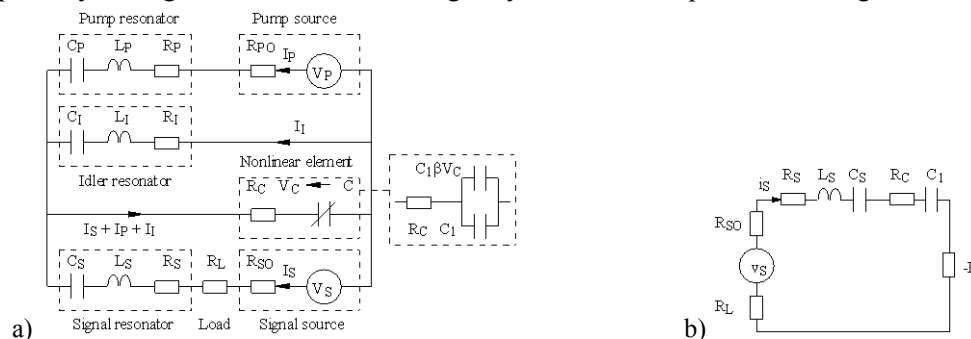 Pump resonator Pump source
CP LP RP RPO IP VP
CI LI RI II
Idler resonator Nonlinear element
RC VC C
C1βVC
RC C1
IS + IP + II
CS LS RS RL RSO IS VS
Signal resonator Load Signal source
a)
iS RS LS CS RC C1
RSO
vS
RL
b)